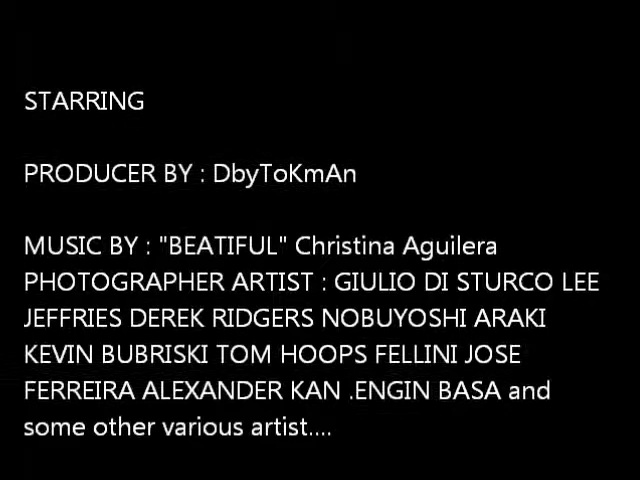 STARRING
PRODUCER BY : DbyToKmAn
MUSIC BY : "BEATIFUL" Christina Aguilera
PHOTOGRAPHER ARTIST : GIULIO DI STURCO LEE
JEFFRIES DEREK RIDGERS NOBUYOSHI ARAKI
KEVIN BUBRISKI TOM HOOPS FELLINI JOSE
FERREIRA ALEXANDER KAN .ENGIN BASA and
some other various artist....